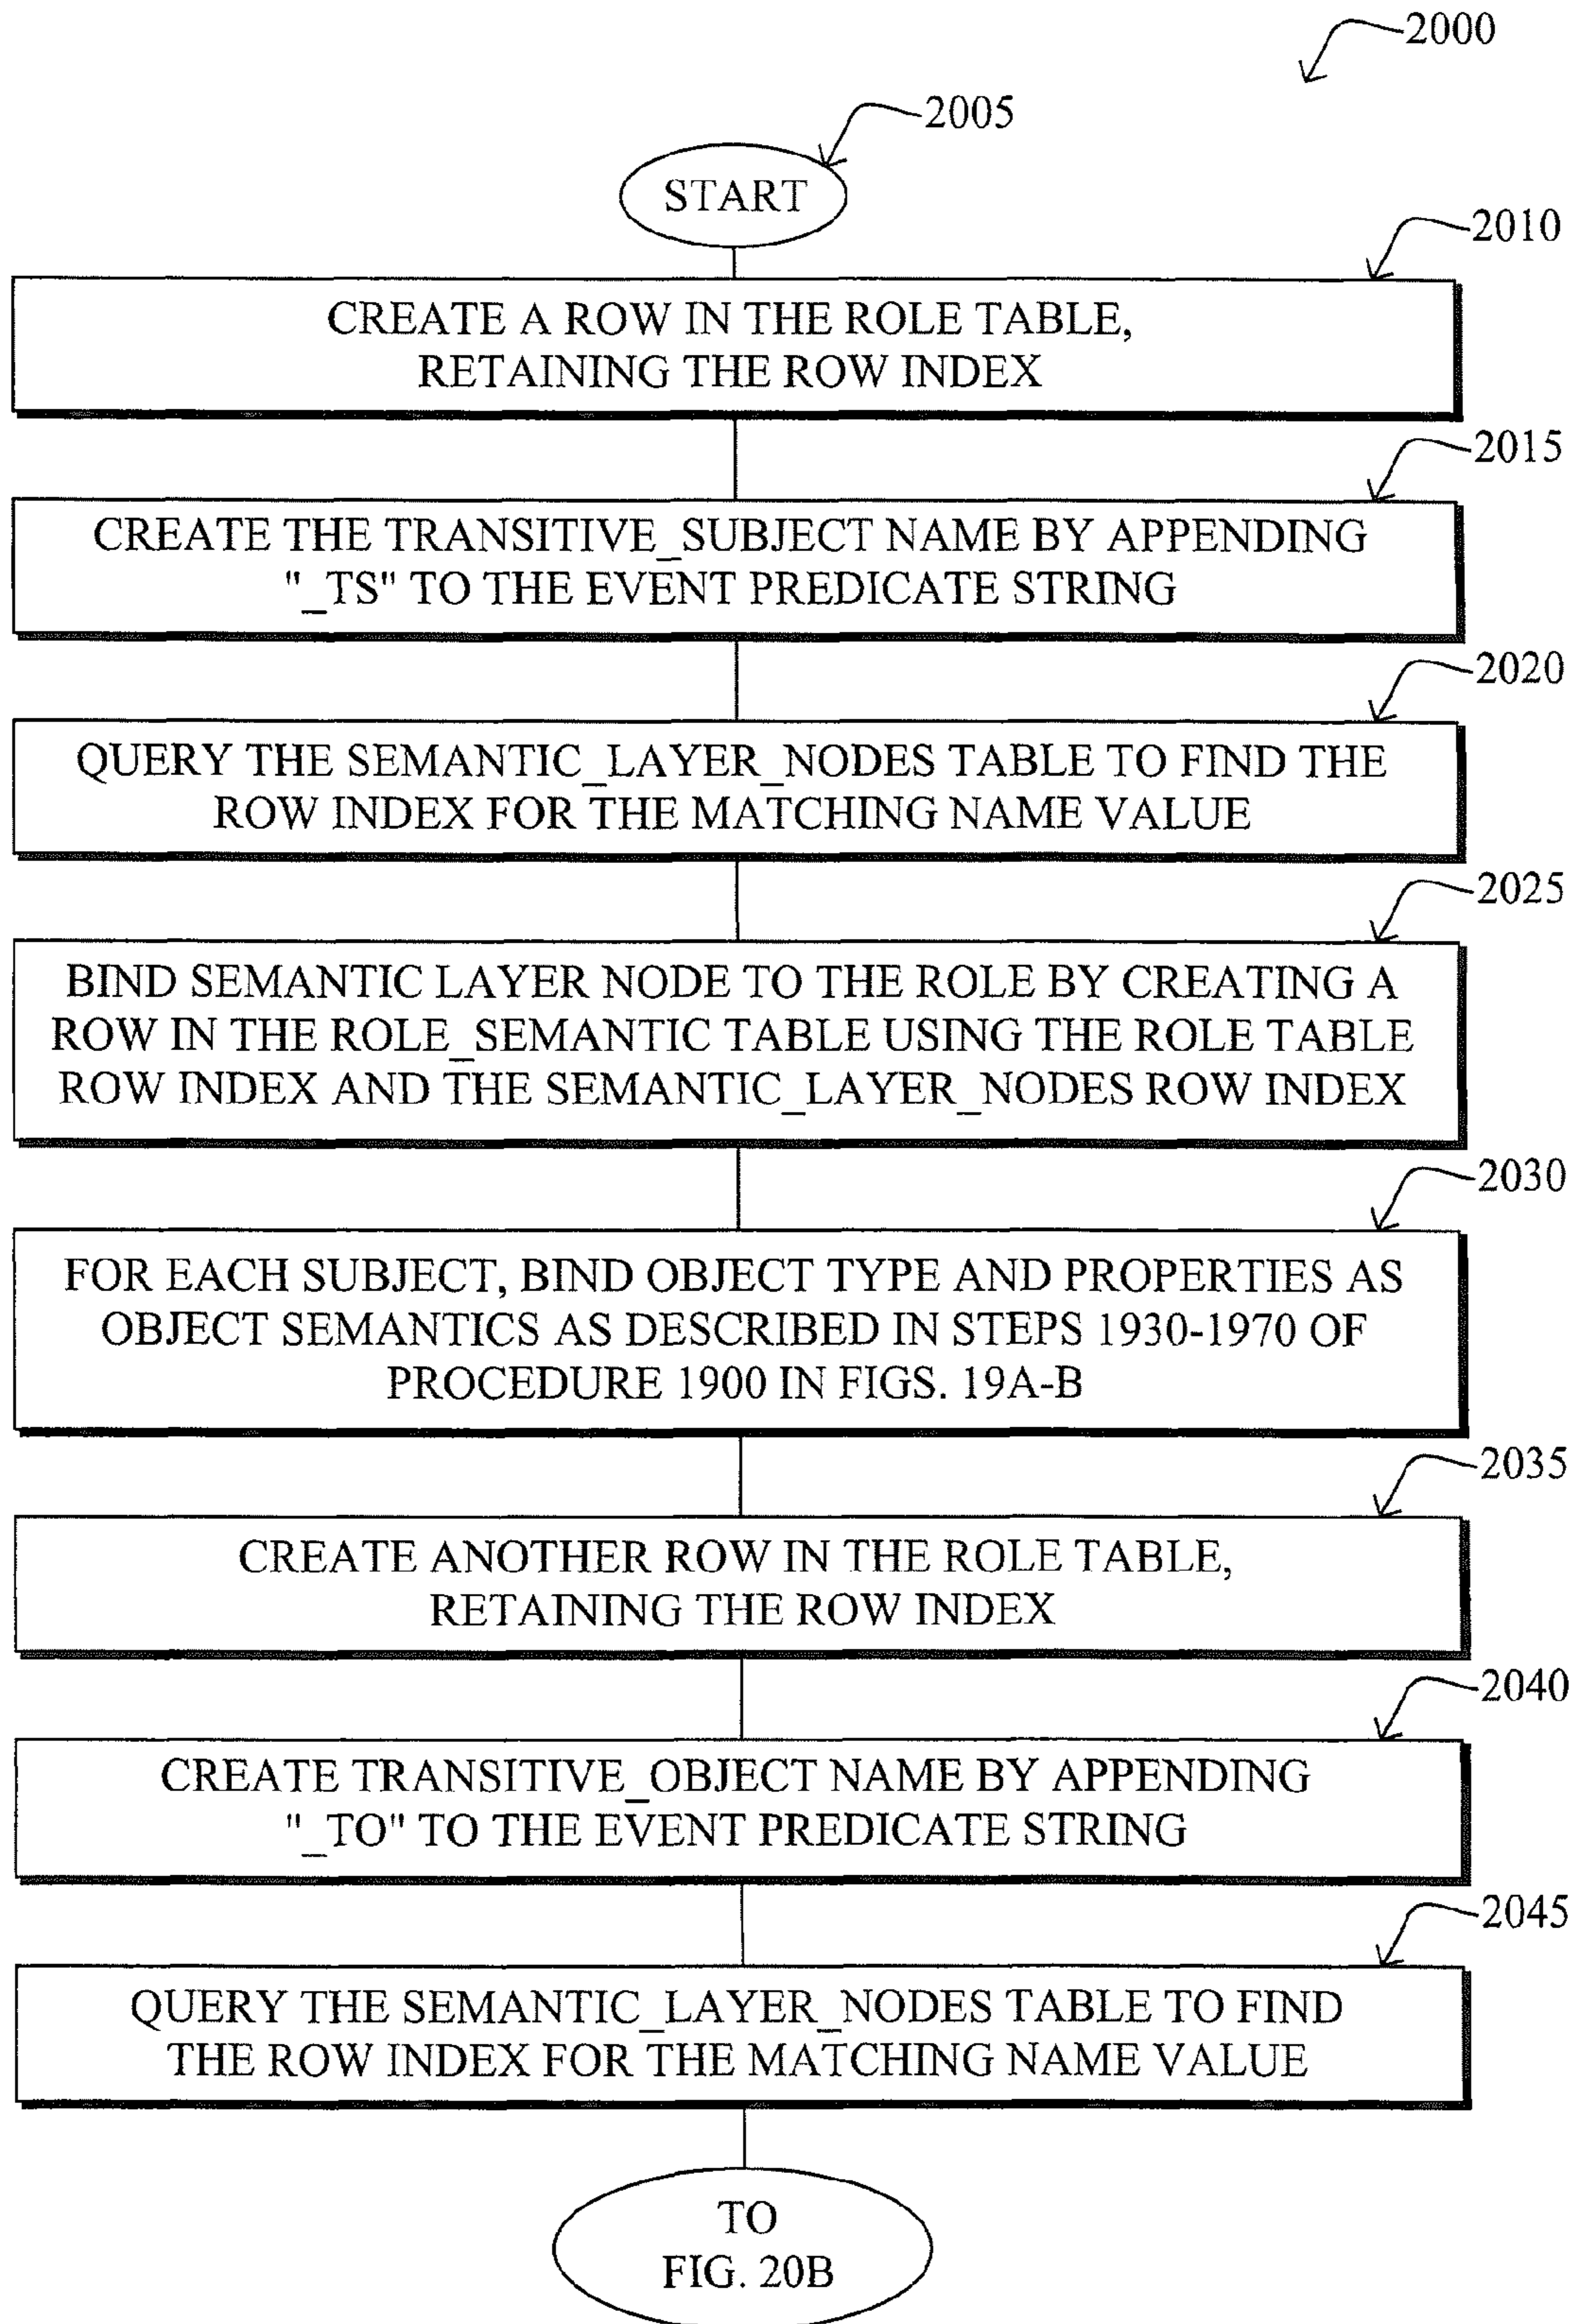 2000
2005
START
2010
CREATE A ROW IN THE ROLE TABLE,
RETAINING THE ROW INDEX
2015
CREATE THE TRANSITIVE_SUBJECT NAME BY APPENDING
"_TS" TO THE EVENT PREDICATE STRING
2020
QUERY THE SEMANTIC_LAYER_NODES TABLE TO FIND THE
ROW INDEX FOR THE MATCHING NAME VALUE
2025
BIND SEMANTIC LAYER NODE TO THE ROLE BY CREATING A
ROW IN THE ROLE_SEMANTIC TABLE USING THE ROLE TABLE
ROW INDEX AND THE SEMANTIC_LAYER_NODES ROW INDEX
2030
FOR EACH SUBJECT, BIND OBJECT TYPE AND PROPERTIES AS
OBJECT SEMANTICS AS DESCRIBED IN STEPS 1930-1970 OF
PROCEDURE 1900 IN FIGS. 19A-B
2035
CREATE ANOTHER ROW IN THE ROLE TABLE,
RETAINING THE ROW INDEX
2040
CREATE TRANSITIVE_OBJECT NAME BY APPENDING
"_TO" TO THE EVENT PREDICATE STRING
2045
QUERY THE SEMANTIC_LAYER_NODES TABLE TO FIND
THE ROW INDEX FOR THE MATCHING NAME VALUE
TO
FIG. 20B